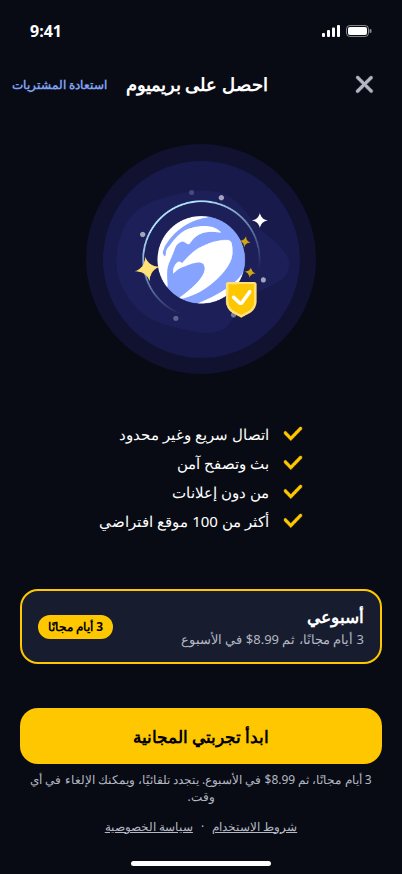 9:41
احصل على بريميوم
استعادة المشتريات
اتصال سريع وغير محدود
بث وتصفح آمن
من دون إعلانات
أكثر من 100 موقع افتراضي
أسبوعي
3 أيام مجانًا، ثم 8.99$ في الأسبوع
3 أيام مجانًا
ابدأ تجربتي المجانية
3 أيام مجانًا، ثم 8.99$ في الأسبوع. يتجدد تلقائيًا، ويمكنك الإلغاء في أي
وقت.
شروط الاستخدام · سياسة الخصوصية